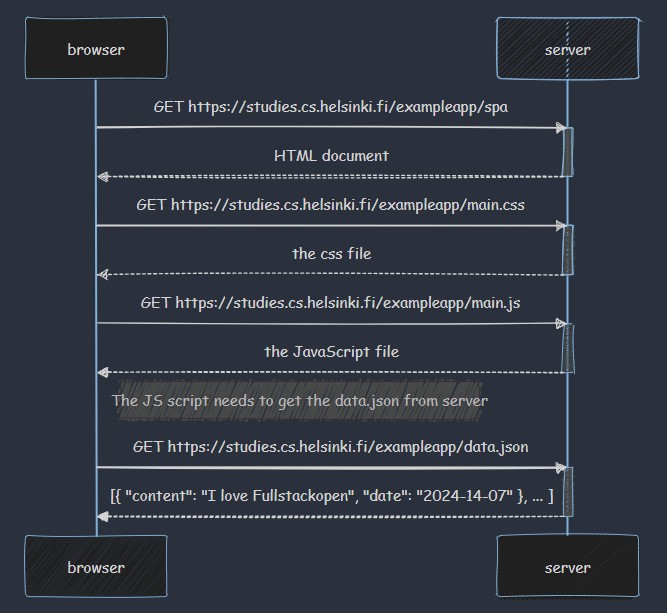 browser
server
GET https://studies.cs.helsinki.fi/exampleapp/spa
HTML document
GET https://studies.cs.helsinki.fi/exampleapp/main.css
the css file
GET https://studies.cs.helsinki.fi/exampleapp/main.js
the JavaScript file
The JS script needs to get the data.json from server
GET https://studies.cs.helsinki.fi/exampleapp/data.json
[{ "content": "I love Fullstackopen", "date": "2024-14-07" }, ... ]
browser
server